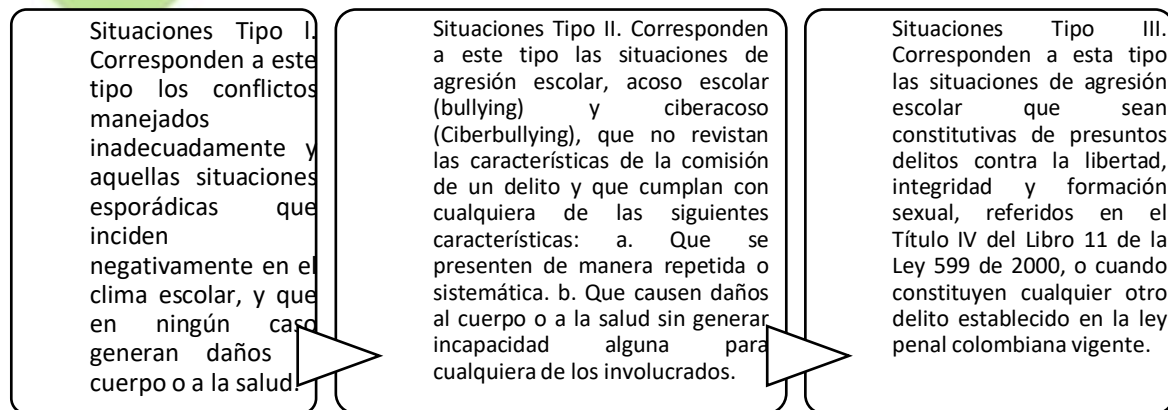 Situaciones Tipo I.
Corresponden a este
tipo los conflictos
manejados
inadecuadamente y
aquellas situaciones
esporádicas que
inciden
negativamente en el
clima escolar, y que
en ningún caso
generan daños
cuerpo o a la salud.
Situaciones Tipo II. Corresponden
a este tipo las situaciones de
agresión escolar, acoso escolar
(bullying) y ciberacoso
(Ciberbullying), que no revistan
las características de la comisión
de un delito y que cumplan con
cualquiera de las siguientes
características: a. Que se
presenten de manera repetida o
sistemática. b. Que causen daños
al cuerpo o a la salud sin generar
incapacidad alguna para
cualquiera de los involucrados.
Situaciones Tipo III.
Corresponden a esta tipo
las situaciones de agresión
escolar que sean
constitutivas de presuntos
delitos contra la libertad,
integridad y formación
sexual, referidos en el
Título IV del Libro 11 de la
Ley 599 de 2000, o cuando
constituyen cualquier otro
delito establecido en la ley
penal colombiana vigente.